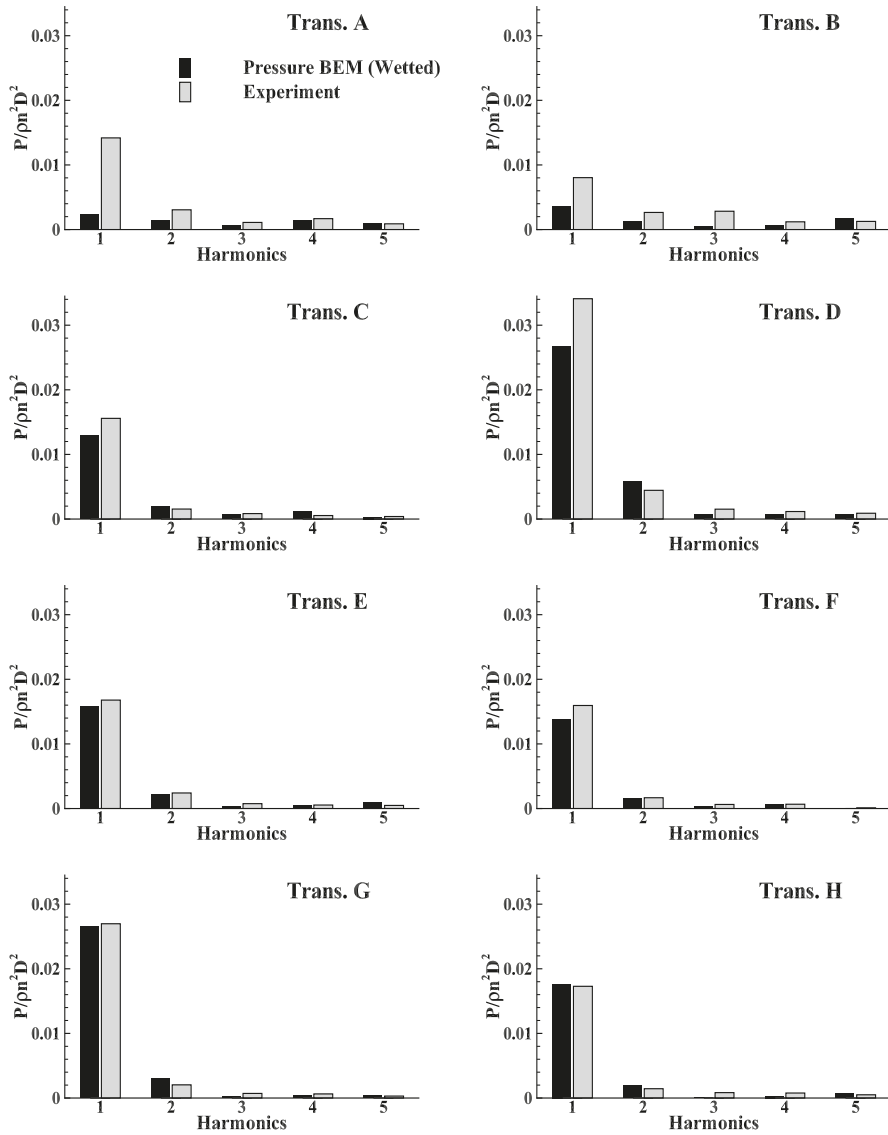 Trans. A
P/ρn²D²
0.03
0.02
0.01
0
Pressure BEM (Wetted)
Experiment
1 2 3 4 5
Harmonics
Trans. B
P/ρn²D²
0.03
0.02
0.01
0
1 2 3 4 5
Harmonics
Trans. C
P/ρn²D²
0.03
0.02
0.01
0
1 2 3 4 5
Harmonics
Trans. D
P/ρn²D²
0.03
0.02
0.01
0
1 2 3 4 5
Harmonics
Trans. E
P/ρn²D²
0.03
0.02
0.01
0
1 2 3 4 5
Harmonics
Trans. F
P/ρn²D²
0.03
0.02
0.01
0
1 2 3 4 5
Harmonics
Trans. G
P/ρn²D²
0.03
0.02
0.01
0
1 2 3 4 5
Harmonics
Trans. H
P/ρn²D²
0.03
0.02
0.01
0
1 2 3 4 5
Harmonics